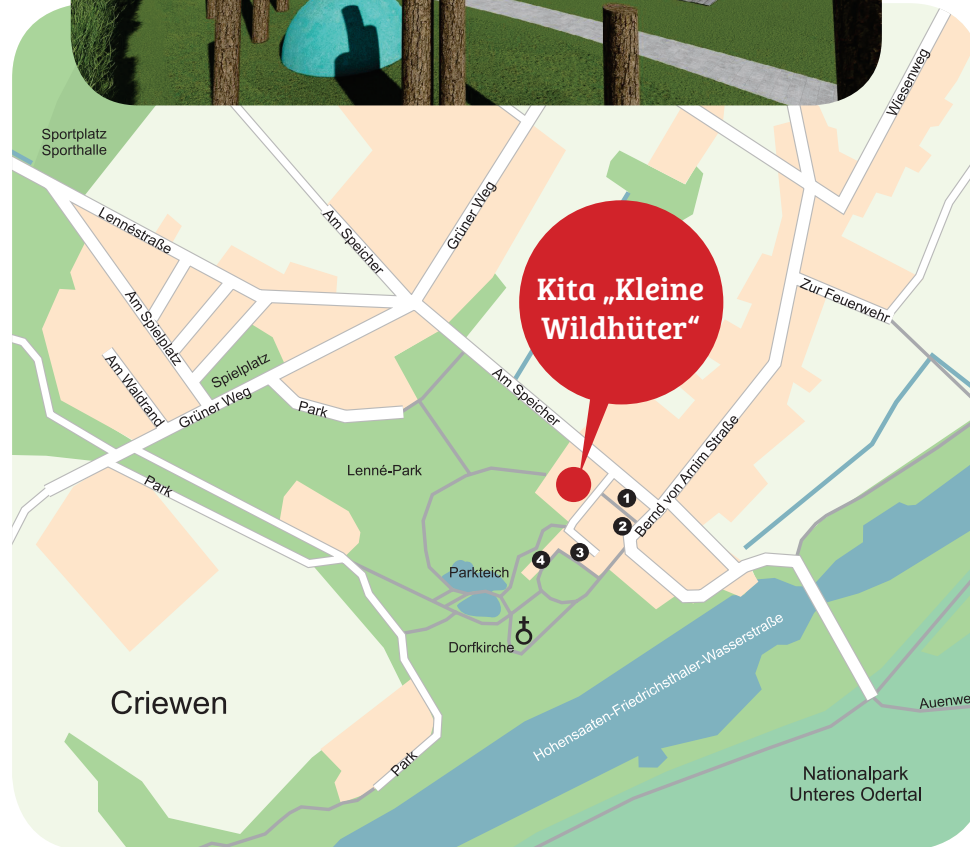 Sportplatz
Sporthalle
Wiesenweg
Lennéstraße
Am Speicher
Grüner Weg
Kita „Kleine
Wildhüter“
Zur Feuerwehr
Am Spielplatz
Am Waldrand
Spielplatz
Grüner Weg
Park
Am Speicher
Bernd von Arnim Straße
Lenné-Park
Park
1
2
3
4
Parkteich
Dorfkirche
Hohensaaten-Friedrichsthaler-Wasserstraße
Criewen
Auenwe
Park
Nationalpark
Unteres Odertal